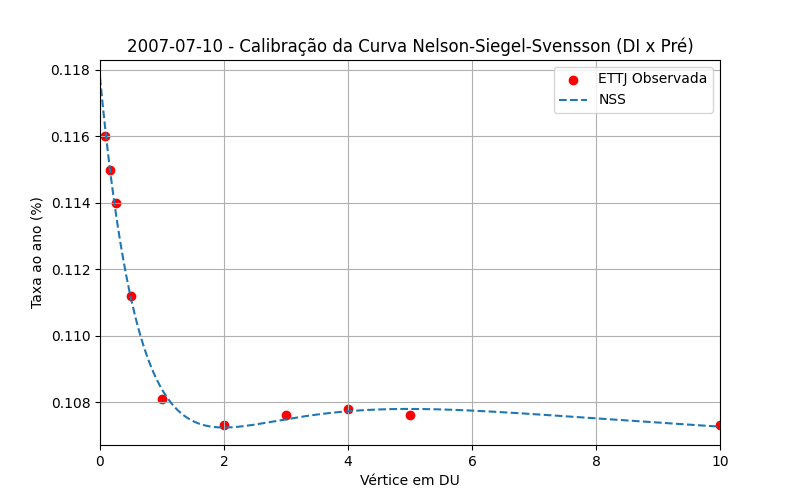 2007-07-10 - Calibração da Curva Nelson-Siegel-Svensson (DI x Pré)
ETTJ Observada
NSS
Taxa ao ano (%)
0.118
0.116
0.114
0.112
0.110
0.108
0 2 4 6 8 10
Vértice em DU